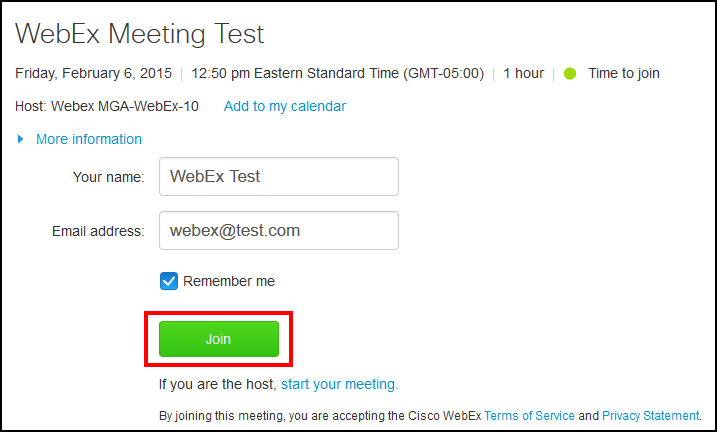 WebEx Meeting Test
Friday, February 6, 2015 | 12:50 pm Eastern Standard Time (GMT-05:00) | 1 hour | Time to join
Host: Webex MGA-WebEx-10 Add to my calendar
More information
Your name: WebEx Test
Email address: webex@test.com
Remember me
Join
If you are the host, start your meeting.
By joining this meeting, you are accepting the Cisco WebEx Terms of Service and Privacy Statement.